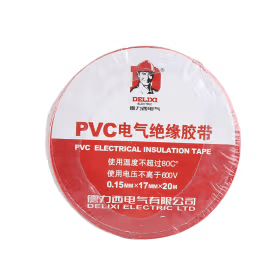 DELIXI
ELECTRIC
德力西电气
PVC电气绝缘胶带
PVC ELECTRICAL INSULATION TAPE
使用温度不超过80C°
使用电压不高于600V
0.15MM×17MM×20M
德力西电气有限公司
DELIXI ELECTRIC LTD